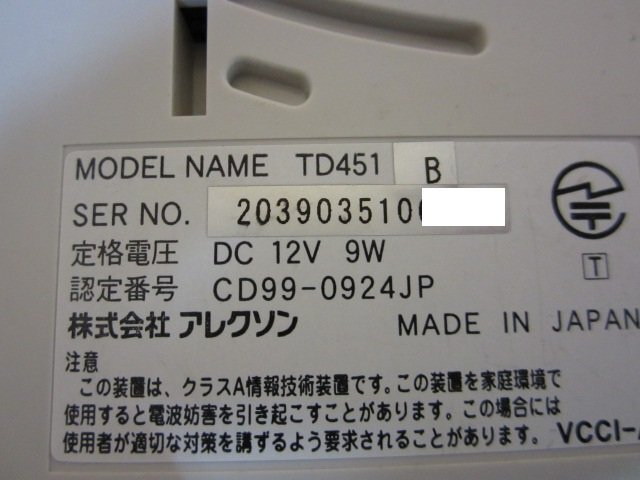 MODEL NAME TD451 B
SER NO. 203903510
定格電圧 DC 12V 9W
認定番号 CD99-0924JP
株式会社 アレクソン MADE IN JAPAN
T
注意
この装置は、クラスA情報技術装置です。この装置を家庭環境で
使用すると電波妨害を引き起こすことがあります。この場合には
使用者が適切な対策を講ずるよう要求されることがあります。 VCCI-A